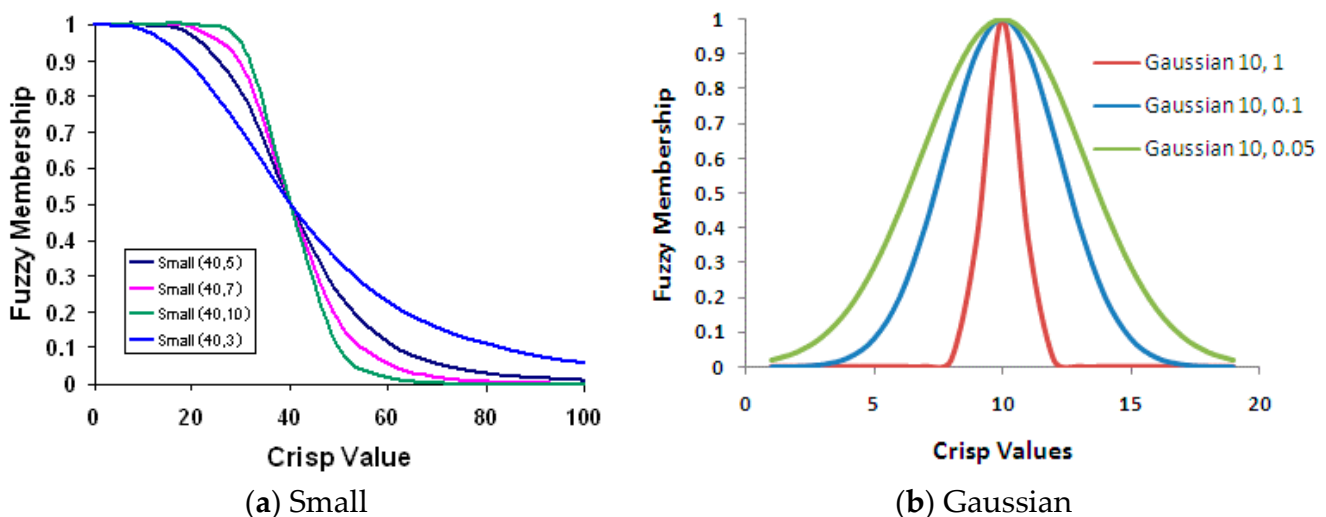 Fuzzy Membership
1
0.9
0.8
0.7
0.6
0.5
0.4
0.3
0.2
0.1
0
Small (40,5)
Small (40,7)
Small (40,10)
Small (40,3)
0 20 40 60 80 100
Crisp Value
(a) Small
Fuzzy Membership
1
0.9
0.8
0.7
0.6
0.5
0.4
0.3
0.2
0.1
0
Gaussian 10, 1
Gaussian 10, 0.1
Gaussian 10, 0.05
0 5 10 15 20
Crisp Values
(b) Gaussian